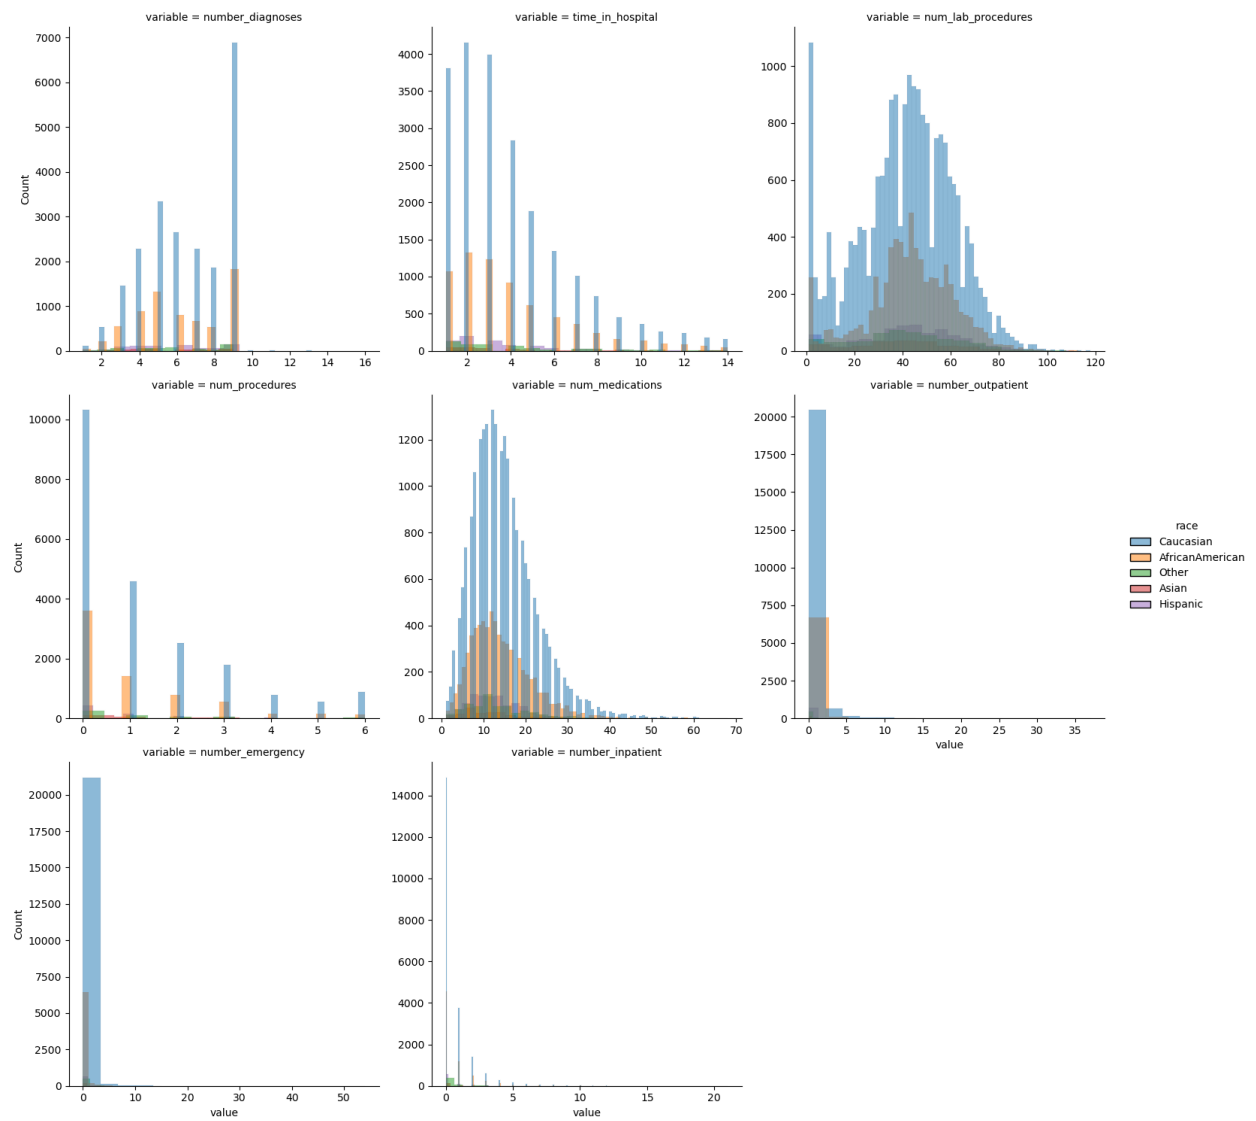 variable = number_diagnoses
variable = time_in_hospital
variable = num_lab_procedures
7000
6000
5000
4000
3000
2000
1000
0
Count
2 4 6 8 10 12 14 16
4000
3500
3000
2500
2000
1500
1000
500
0
2 4 6 8 10 12 14
1000
800
600
400
200
0
0 20 40 60 80 100 120
variable = num_procedures
variable = num_medications
variable = number_outpatient
10000
8000
6000
4000
2000
0
Count
0 1 2 3 4 5 6
1200
1000
800
600
400
200
0
0 10 20 30 40 50 60 70
20000
17500
15000
12500
10000
7500
5000
2500
0
0 5 10 15 20 25 30 35
value
race
Caucasian
AfricanAmerican
Other
Asian
Hispanic
variable = number_emergency
variable = number_inpatient
20000
17500
15000
12500
10000
7500
5000
2500
0
Count
0 10 20 30 40 50
value
14000
12000
10000
8000
6000
4000
2000
0
0 5 10 15 20
value